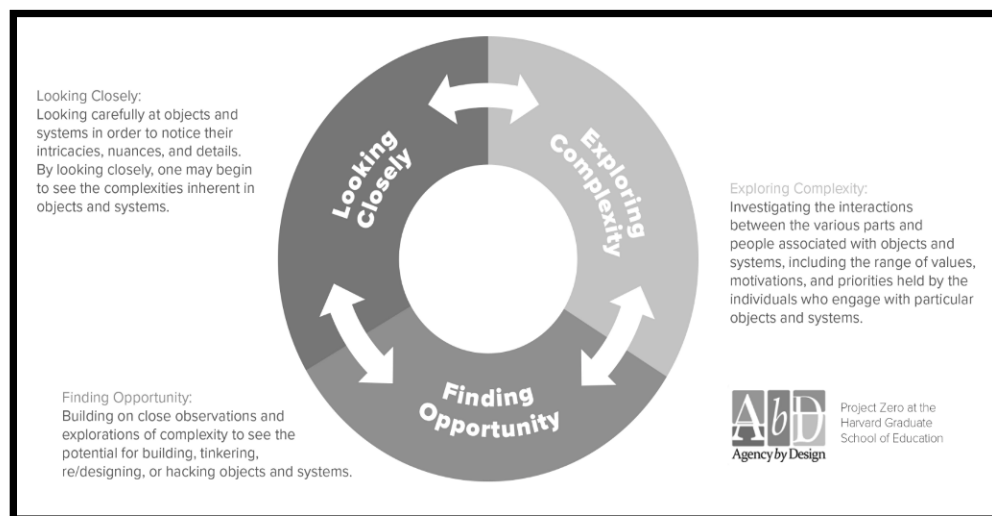 Looking Closely:
Looking carefully at objects and
systems in order to notice their
intricacies, nuances, and details.
By looking closely, one may begin
to see the complexities inherent in
objects and systems.
Looking
Closely
Exploring
Complexity
Exploring Complexity:
Investigating the interactions
between the various parts and
people associated with objects and
systems, including the range of values,
motivations, and priorities held by the
individuals who engage with particular
objects and systems.
Finding Opportunity:
Building on close observations and
explorations of complexity to see the
potential for building, tinkering,
re/designing, or hacking objects and systems.
Finding
Opportunity
AbD
Agency by Design
Project Zero at the
Harvard Graduate
School of Education